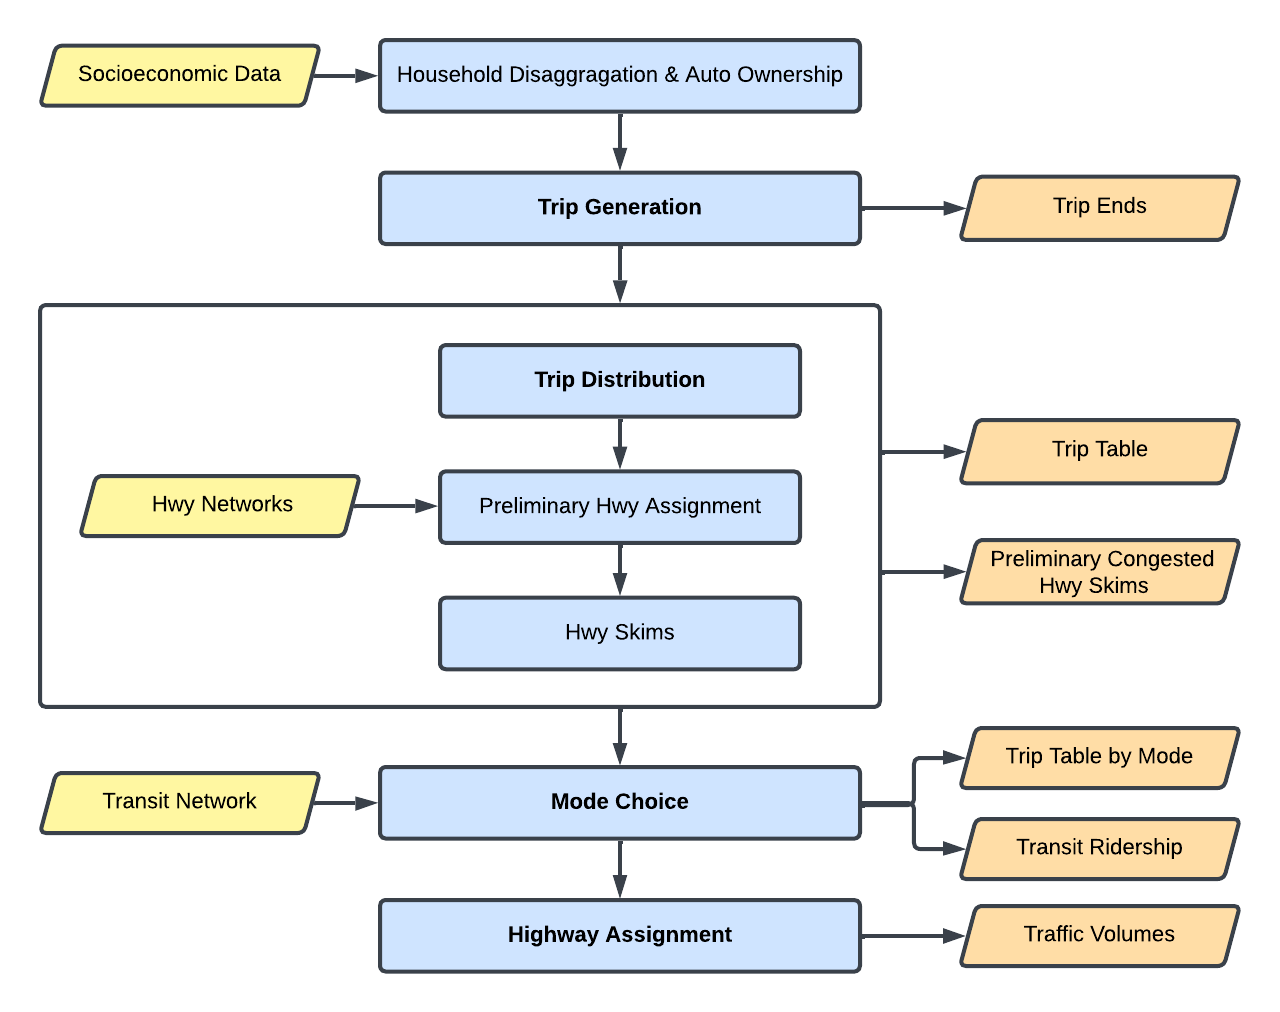 Socioeconomic Data
Household Disaggragation & Auto Ownership
Trip Generation
Trip Ends
Trip Distribution
Trip Table
Hwy Networks
Preliminary Hwy Assignment
Preliminary Congested
Hwy Skims
Hwy Skims
Trip Table by Mode
Transit Network
Mode Choice
Transit Ridership
Highway Assignment
Traffic Volumes